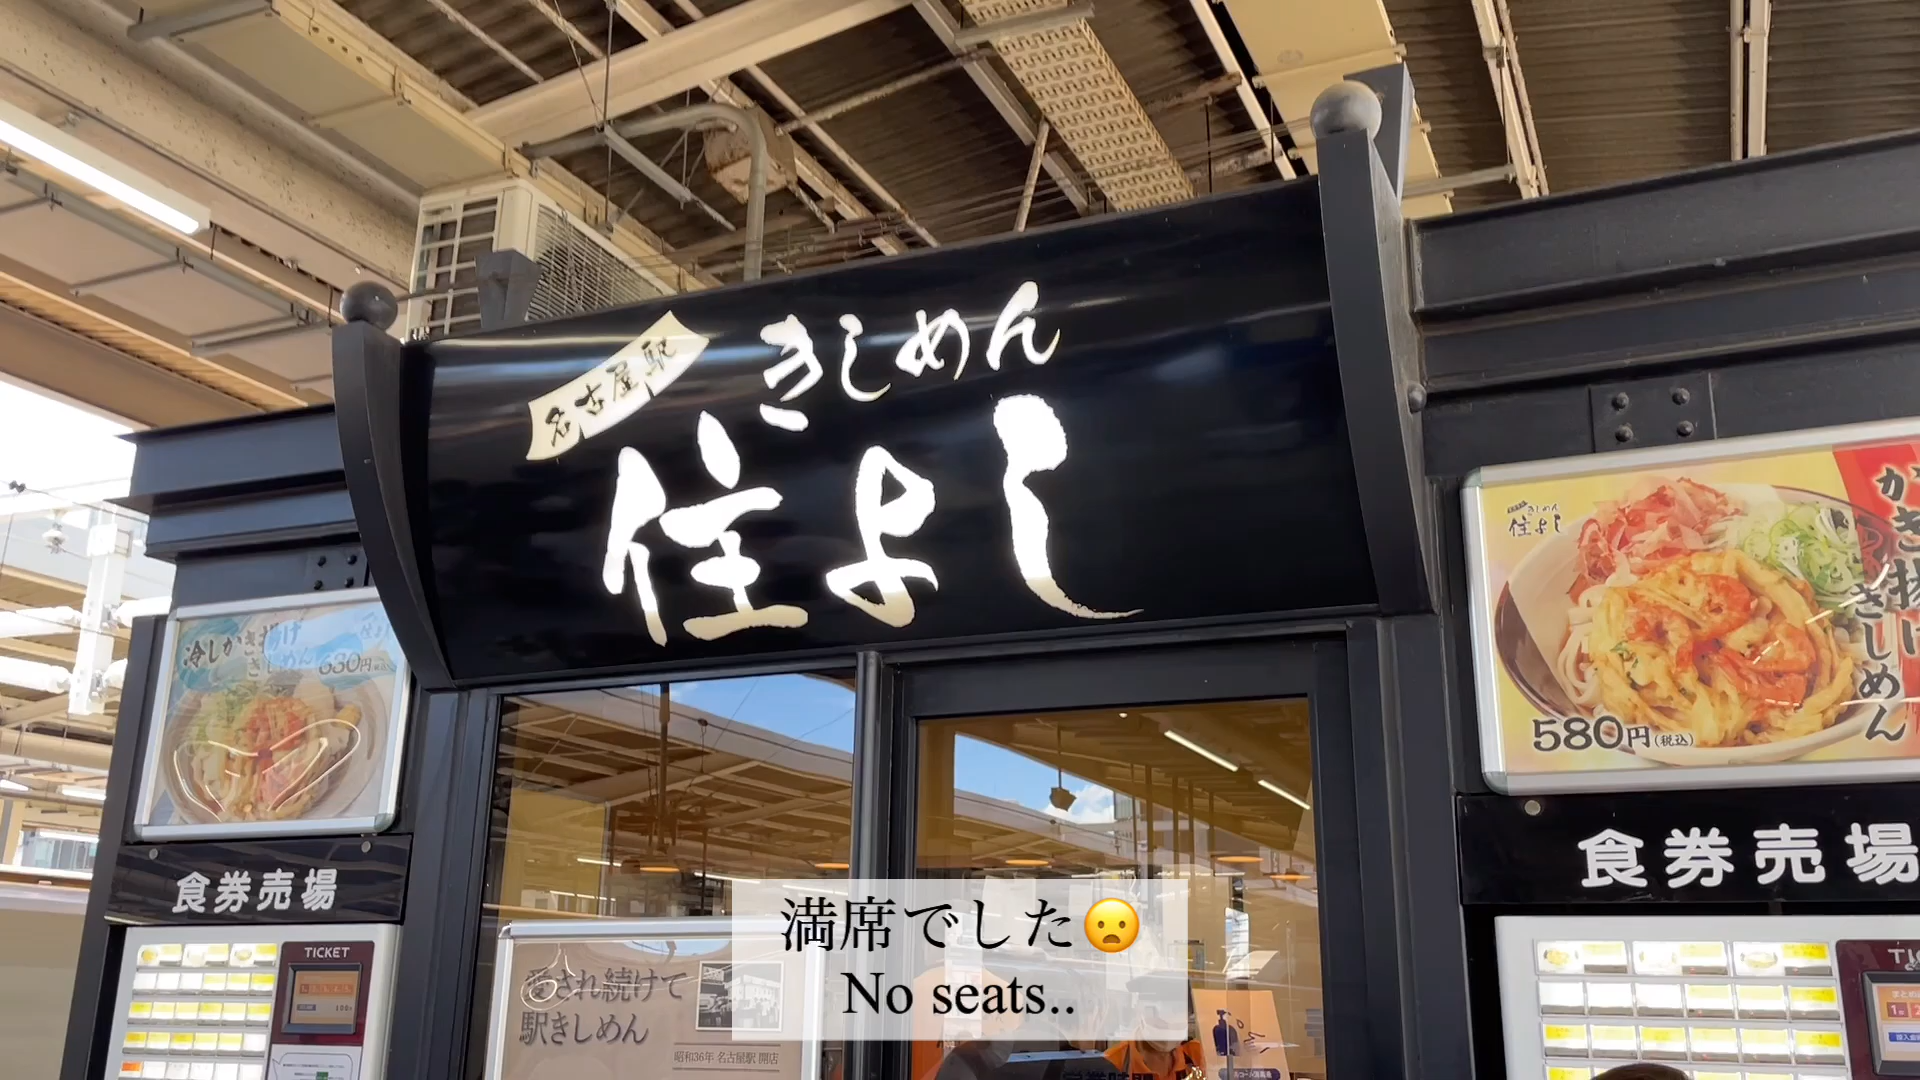 名古屋駅
きしめん
住よし
冷しかき揚げ
きしめん 630円
住よし
かき揚げ
きしめん
580円(税込)
食券売場
食券売場
TICKET
愛され続けて
駅きしめん
昭和36年 名古屋駅 開店
満席でした😦
No seats..